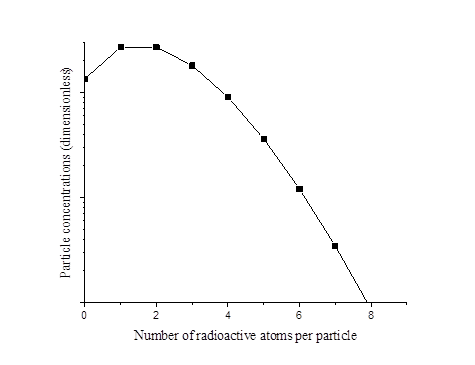 Particle concentrations (dimensionless)
0 2 4 6 8
Number of radioactive atoms per particle